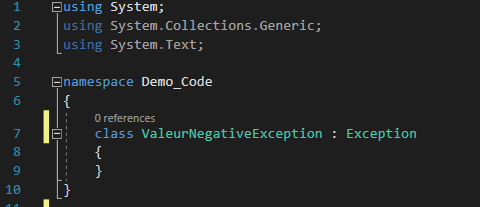 1 using System;
2 using System.Collections.Generic;
3 using System.Text;
4
5 namespace Demo_Code
6 {
0 references
7 class ValeurNegativeException : Exception
8 {
9 }
10 }
11